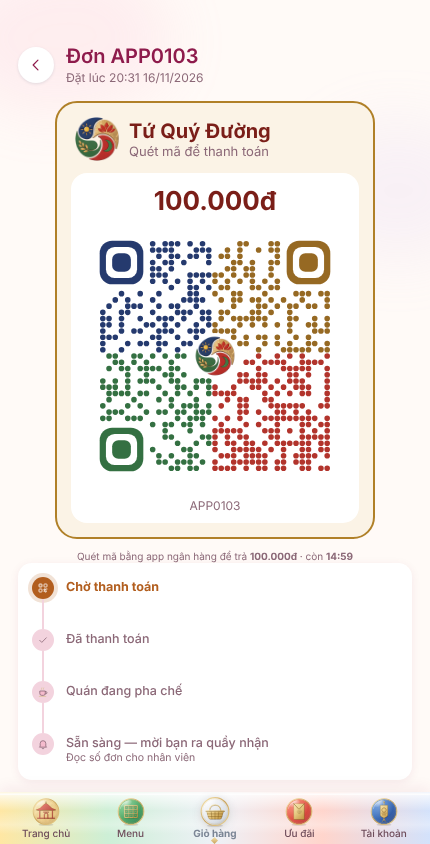 Đơn APP0103
Đặt lúc 20:31 16/11/2026
Tứ Quý Đường
Quét mã để thanh toán
100.000đ
APP0103
Quét mã bằng app ngân hàng để trả 100.000đ · còn 14:59
Chờ thanh toán
Đã thanh toán
Quán đang pha chế
Sẵn sàng — mời bạn ra quầy nhận
Đọc số đơn cho nhân viên
Trang chủ
Menu
Giỏ hàng
Ưu đãi
Tài khoản